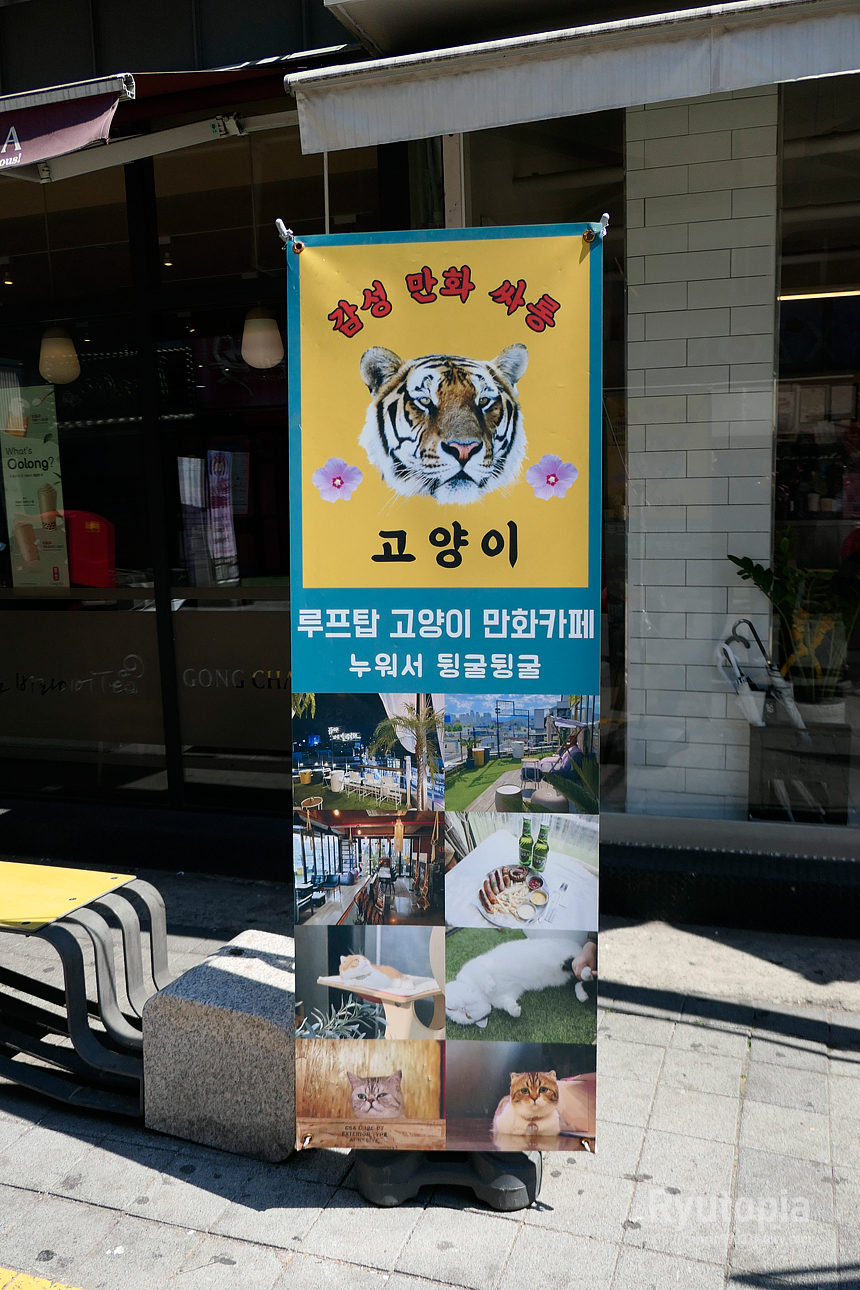 A
ous!
감성 만화 싸롱
고양이
루프탑 고양이 만화카페
누워서 뒹굴뒹굴
What's
Oolong?
GONG CHA
Ryutopia